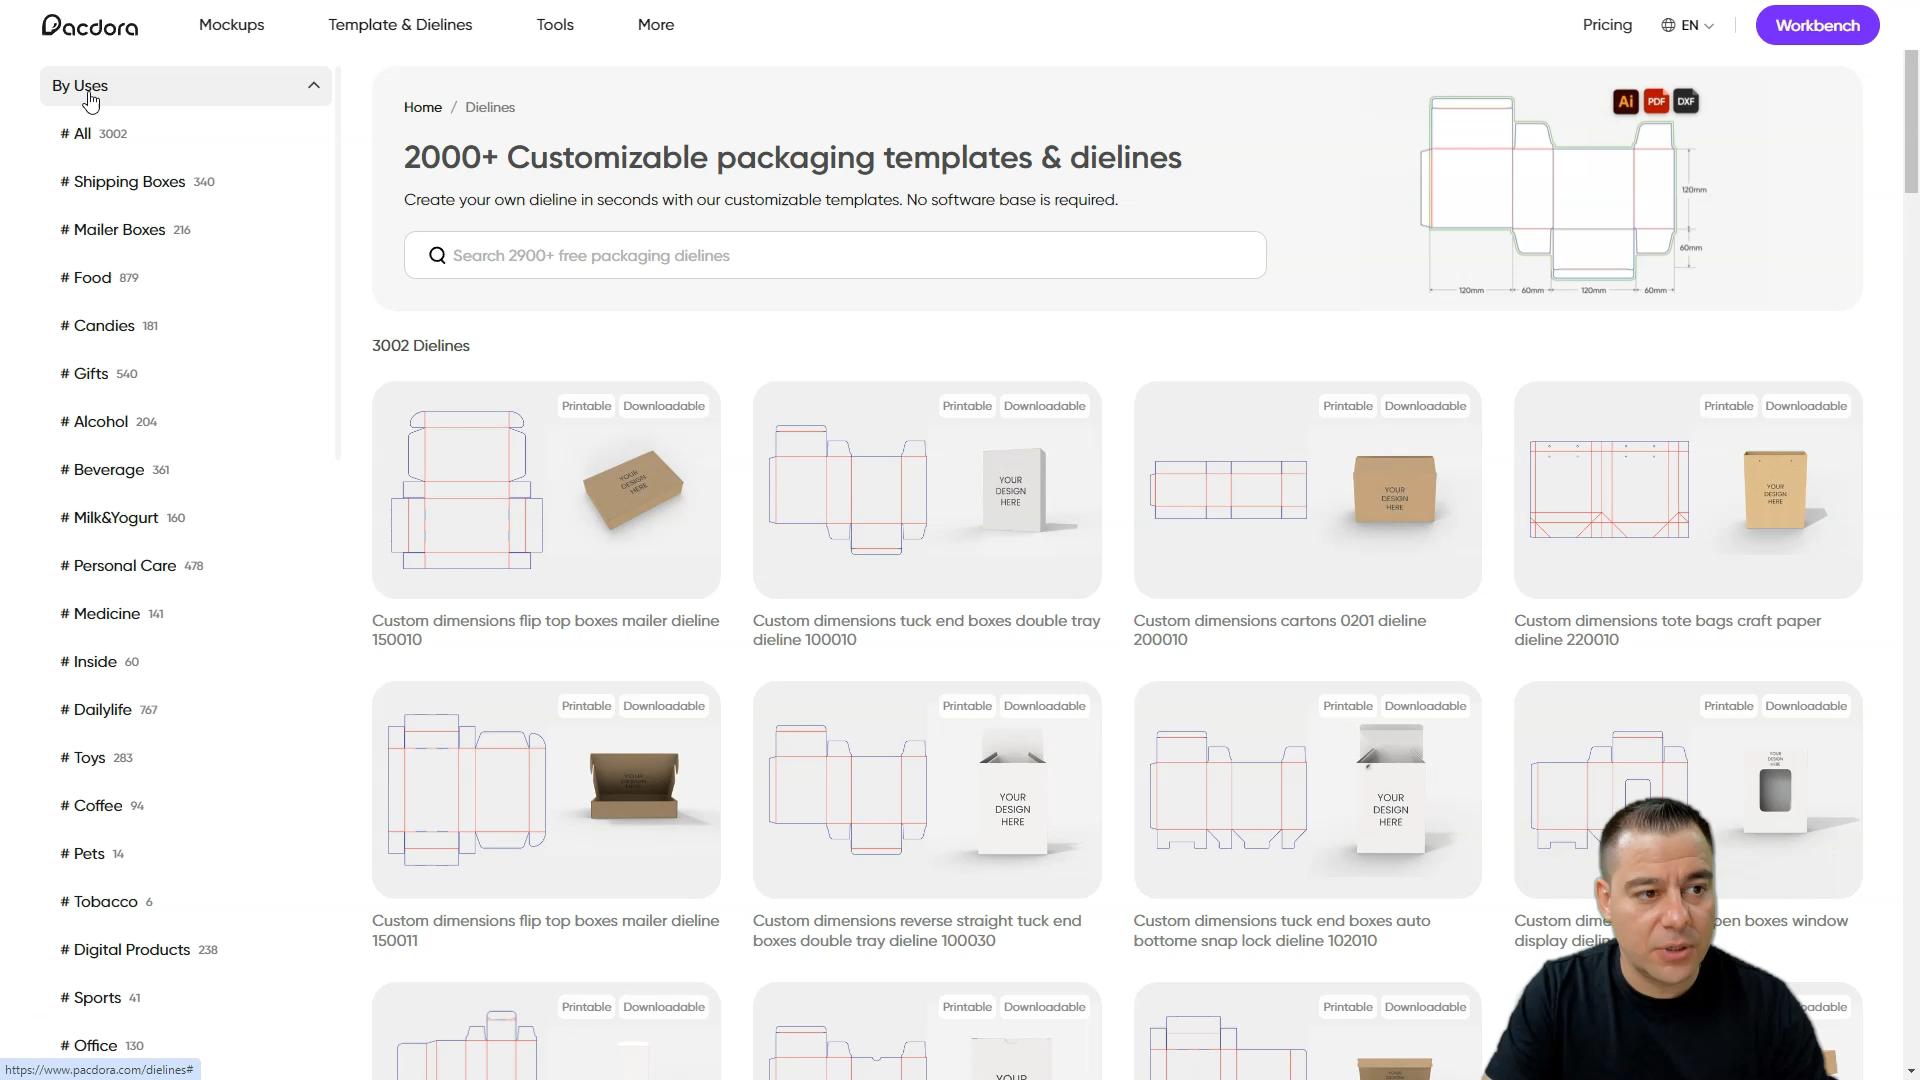 Pacdora
Mockups
Template & Dielines
Tools
More
Pricing
EN
Workbench
By Uses
# All 3002
# Shipping Boxes 340
# Mailer Boxes 216
# Food 879
# Candies 181
# Gifts 540
# Alcohol 204
# Beverage 361
# Milk&Yogurt 160
# Personal Care 478
# Medicine 141
# Inside 60
# Dailylife 767
# Toys 283
# Coffee 94
# Pets 14
# Tobacco 6
# Digital Products 238
# Sports 41
# Office 130
https://www.pacdora.com/dielines#
Home / Dielines
2000+ Customizable packaging templates & dielines
Create your own dieline in seconds with our customizable templates. No software base is required.
Search 2900+ free packaging dielines
Ai PDF DXF
120mm
60mm
120mm 60mm 120mm 60mm
3002 Dielines
Printable Downloadable
YOUR
DESIGN
HERE
Custom dimensions flip top boxes mailer dieline
150010
Printable Downloadable
YOUR
DESIGN
HERE
Custom dimensions tuck end boxes double tray
dieline 100010
Printable Downloadable
YOUR
DESIGN
HERE
Custom dimensions cartons 0201 dieline
200010
Printable Downloadable
YOUR
DESIGN
HERE
Custom dimensions tote bags craft paper
dieline 220010
Printable Downloadable
YOUR
DESIGN
HERE
Custom dimensions flip top boxes mailer dieline
150011
Printable Downloadable
YOUR
DESIGN
HERE
Custom dimensions reverse straight tuck end
boxes double tray dieline 100030
Printable Downloadable
YOUR
DESIGN
HERE
Custom dimensions tuck end boxes auto
bottome snap lock dieline 102010
Printable Downloadable
YOUR
DESIGN
HERE
Custom boxes window
display
Printable Downloadable
Printable Downloadable
YOUR
Printable Downloadable